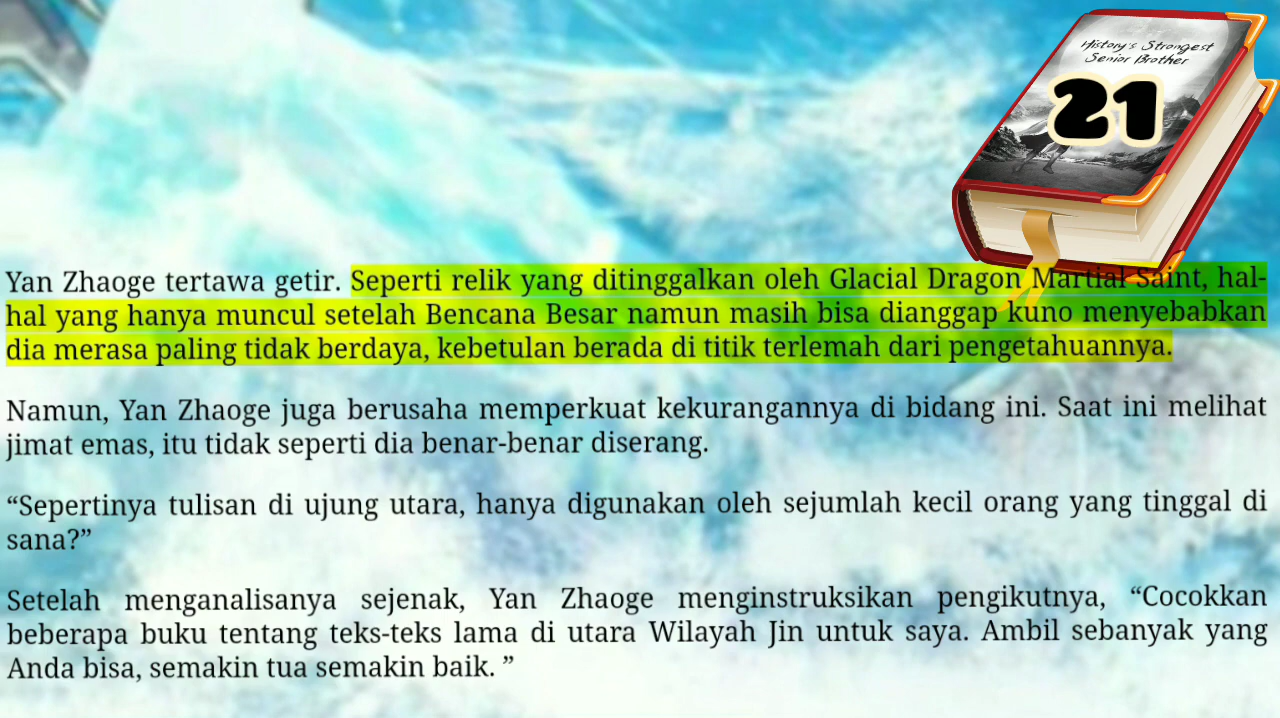 History's Strongest
Senior Brother
21
Yan Zhaoge tertawa getir. Seperti relik yang ditinggalkan oleh Glacial Dragon Martial Saint, hal-
hal yang hanya muncul setelah Bencana Besar namun masih bisa dianggap kuno menyebabkan
dia merasa paling tidak berdaya, kebetulan berada di titik terlemah dari pengetahuannya.
Namun, Yan Zhaoge juga berusaha memperkuat kekurangannya di bidang ini. Saat ini melihat
jimat emas, itu tidak seperti dia benar-benar diserang.
“Sepertinya tulisan di ujung utara, hanya digunakan oleh sejumlah kecil orang yang tinggal di
sana?”
Setelah menganalisanya sejenak, Yan Zhaoge menginstruksikan pengikutnya, “Cocokkan
beberapa buku tentang teks-teks lama di utara Wilayah Jin untuk saya. Ambil sebanyak yang
Anda bisa, semakin tua semakin baik. ”